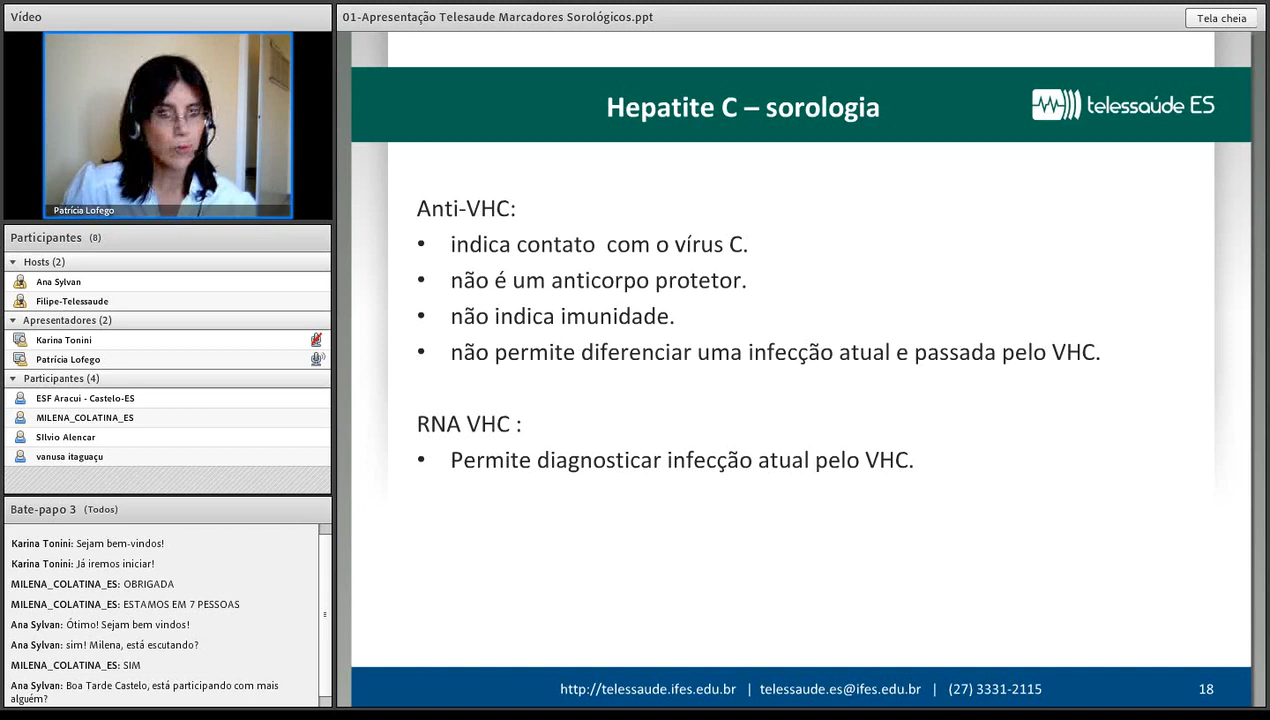 Vídeo
Patrícia Lofego
Participantes (8)
Hosts (2)
Ana Sylvan
Filipe-Telessaude
Apresentadores (2)
Karina Tonini
Patrícia Lofego
Participantes (4)
ESF Aracui - Castelo-ES
MILENA_COLATINA_ES
SIlvio Alencar
vanusa itaguaçu
Bate-papo 3 (Todos)
Karina Tonini: Sejam bem-vindos!
Karina Tonini: Já iremos iniciar!
MILENA_COLATINA_ES: OBRIGADA
MILENA_COLATINA_ES: ESTAMOS EM 7 PESSOAS
Ana Sylvan: Ótimo! Sejam bem vindos!
Ana Sylvan: sim! Milena, está escutando?
MILENA_COLATINA_ES: SIM
Ana Sylvan: Boa Tarde Castelo, está participando com mais
alguém?
01-Apresentação Telesaude Marcadores Sorológicos.ppt
Tela cheia
Hepatite C – sorologia
telessaúde ES
Anti-VHC:
• indica contato  com o vírus C.
• não é um anticorpo protetor.
• não indica imunidade.
• não permite diferenciar uma infecção atual e passada pelo VHC.
RNA VHC :
• Permite diagnosticar infecção atual pelo VHC.
http://telessaude.ifes.edu.br | telessaude.es@ifes.edu.br | (27) 3331-2115
18